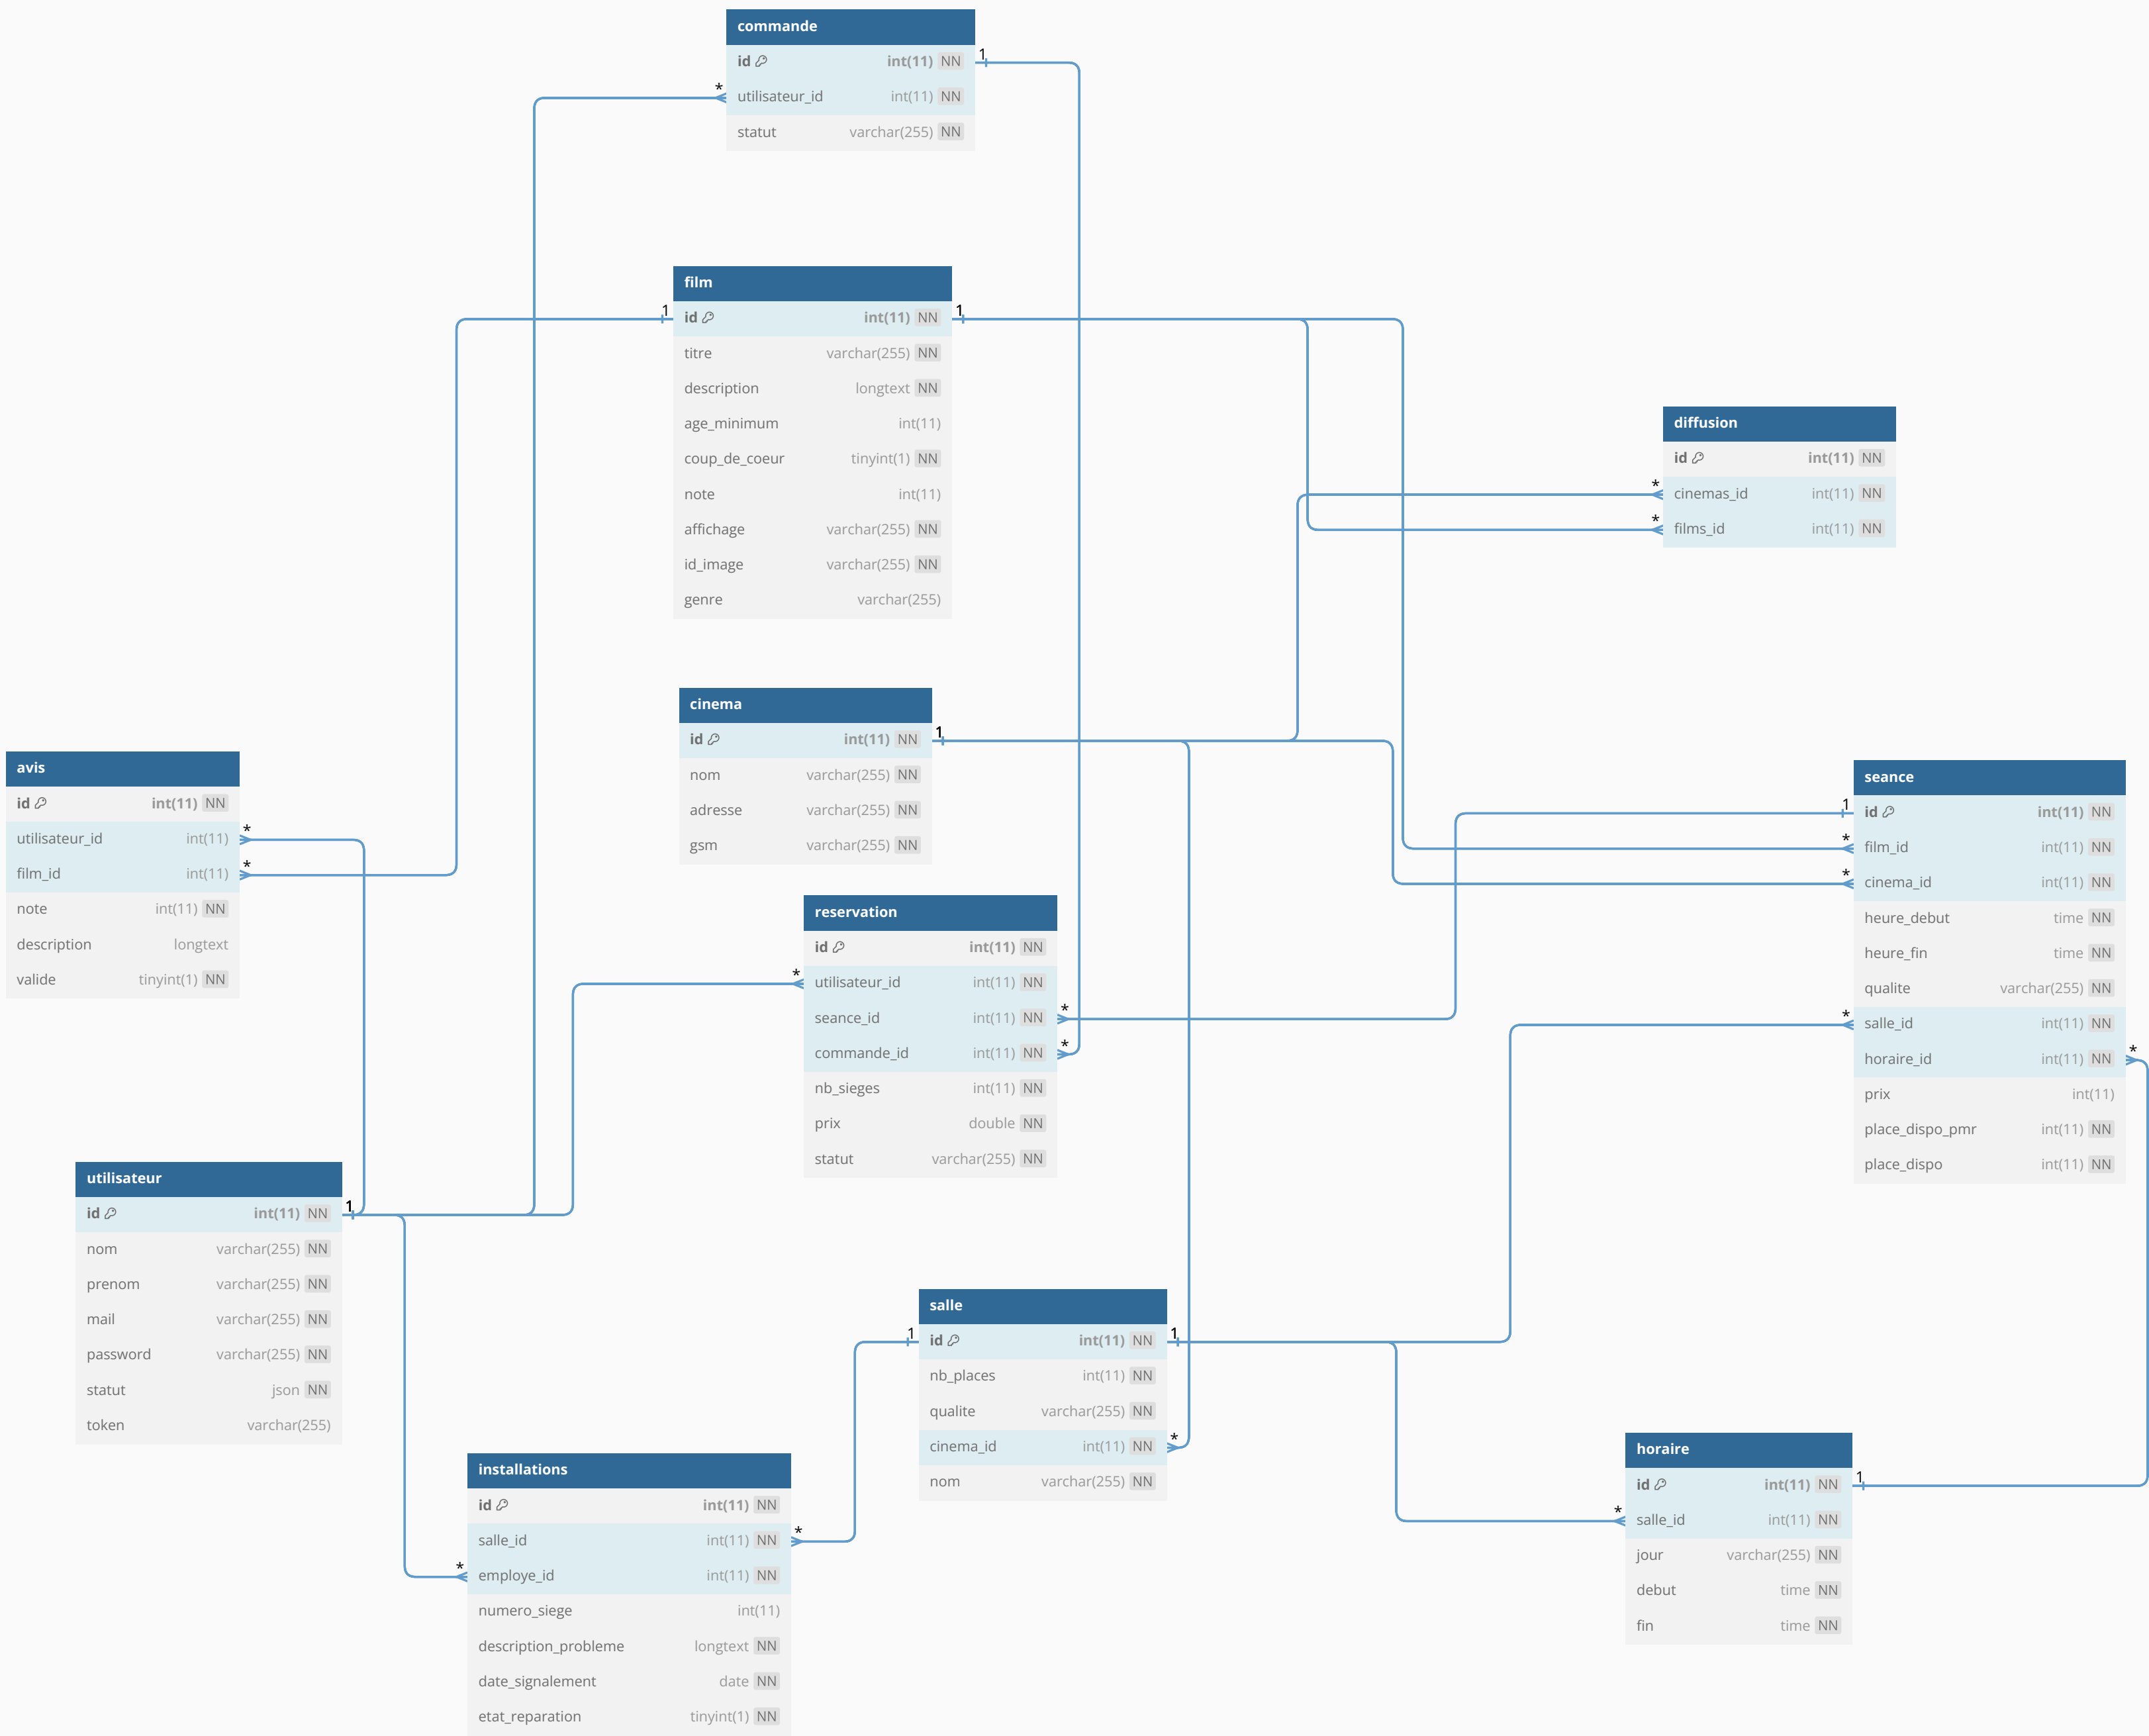 commande
id int(11) NN
utilisateur_id int(11) NN
statut varchar(255) NN
1
*
film
id int(11) NN
titre varchar(255) NN
description longtext NN
age_minimum int(11)
coup_de_coeur tinyint(1) NN
note int(11)
affichage varchar(255) NN
id_image varchar(255) NN
genre varchar(255)
1
1
diffusion
id int(11) NN
cinemas_id int(11) NN
films_id int(11) NN
*
*
cinema
id int(11) NN
nom varchar(255) NN
adresse varchar(255) NN
gsm varchar(255) NN
1
avis
id int(11) NN
utilisateur_id int(11)
film_id int(11)
note int(11) NN
description longtext
valide tinyint(1) NN
*
*
seance
id int(11) NN
film_id int(11) NN
cinema_id int(11) NN
heure_debut time NN
heure_fin time NN
qualite varchar(255) NN
salle_id int(11) NN
horaire_id int(11) NN
prix int(11)
place_dispo_pmr int(11) NN
place_dispo int(11) NN
1
*
*
*
*
reservation
id int(11) NN
utilisateur_id int(11) NN
seance_id int(11) NN
commande_id int(11) NN
nb_sieges int(11) NN
prix double NN
statut varchar(255) NN
*
*
*
utilisateur
id int(11) NN
nom varchar(255) NN
prenom varchar(255) NN
mail varchar(255) NN
password varchar(255) NN
statut json NN
token varchar(255)
1
salle
id int(11) NN
nb_places int(11) NN
qualite varchar(255) NN
cinema_id int(11) NN
nom varchar(255) NN
1
1
*
horaire
id int(11) NN
salle_id int(11) NN
jour varchar(255) NN
debut time NN
fin time NN
1
*
installations
id int(11) NN
salle_id int(11) NN
employe_id int(11) NN
numero_siege int(11)
description_probleme longtext NN
date_signalement date NN
etat_reparation tinyint(1) NN
*
*